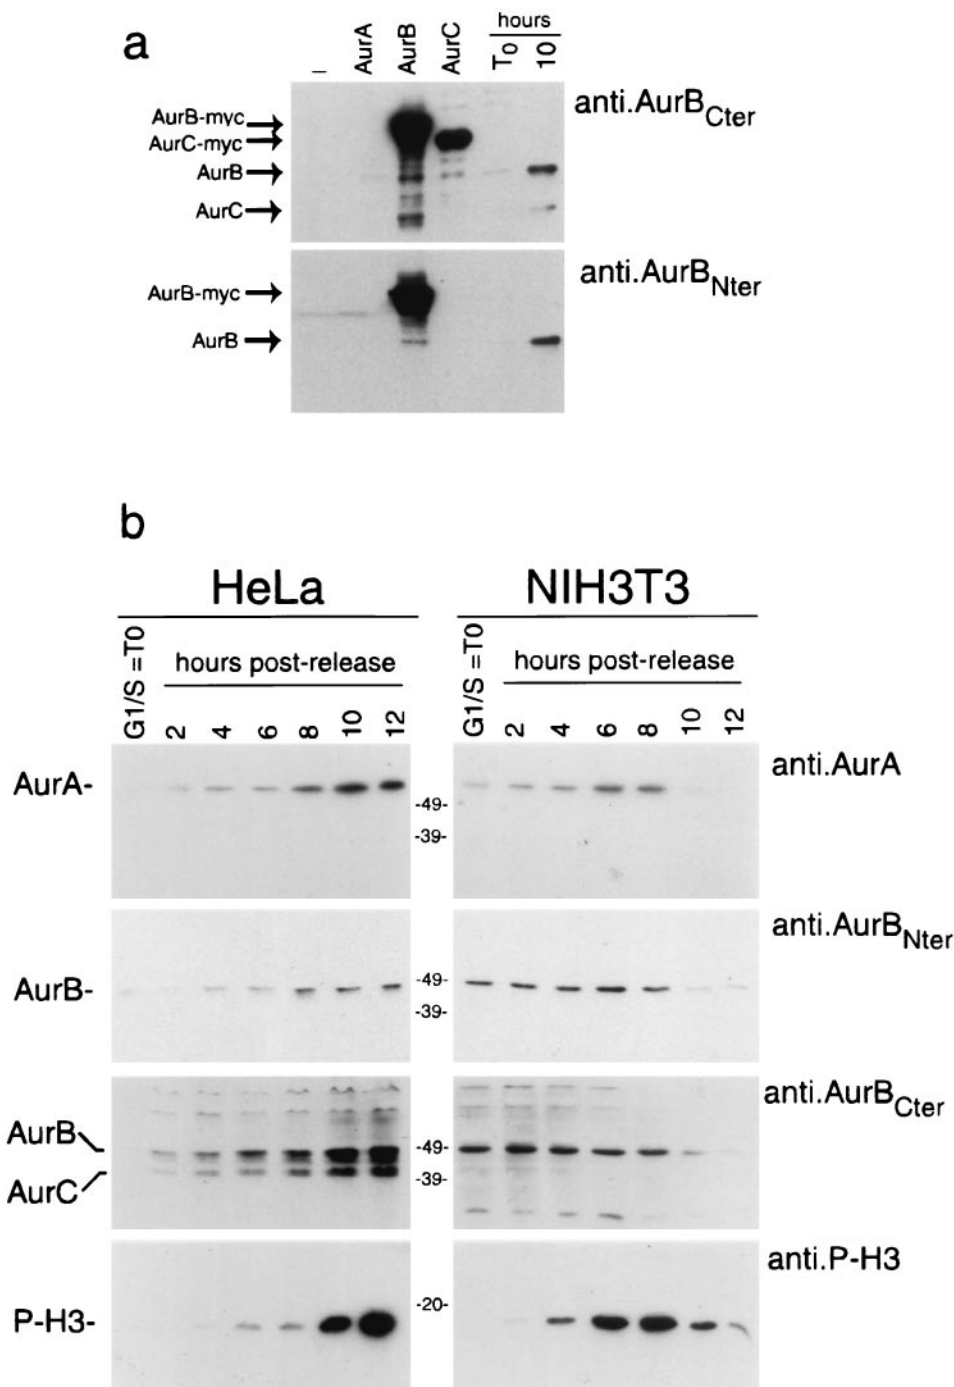 a
–
AurA
AurB
AurC
hours
T0
10
AurB-myc
AurC-myc
AurB
AurC
anti.AurBCter
AurB-myc
AurB
anti.AurBNter
b
HeLa
NIH3T3
G1/S =T0
hours post-release
2
4
6
8
10
12
G1/S =T0
hours post-release
2
4
6
8
10
12
AurA-
-49-
-39-
anti.AurA
AurB-
-49-
-39-
anti.AurBNter
AurB
AurC
-49-
-39-
anti.AurBCter
P-H3-
-20-
anti.P-H3